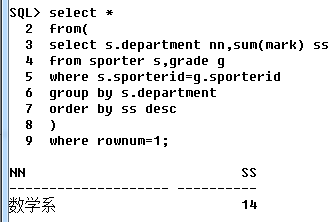 SQL> select *
2 from(
3 select s.department nn,sum(mark) ss
4 from sporter s,grade g
5 where s.sporterid=g.sporterid
6 group by s.department
7 order by ss desc
8 )
9 where rownum=1;
NN SS
-------------------- ----------
数学系 14